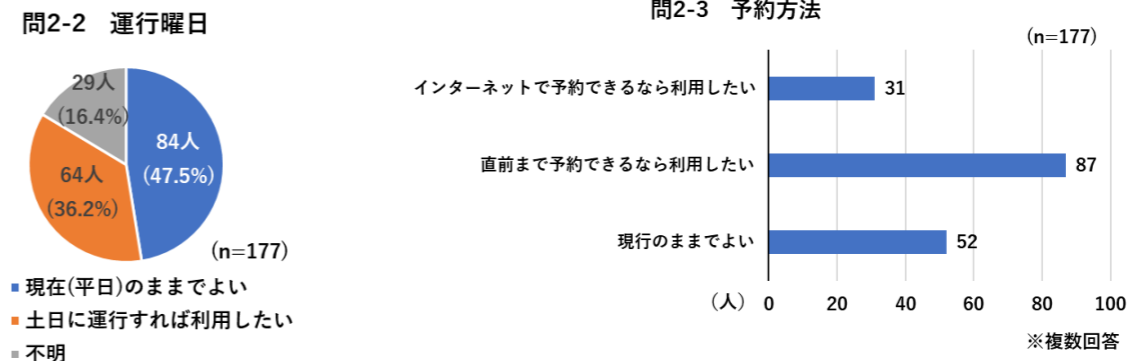 問2-2　運行曜日
29人
(16.4%)
84人
(47.5%)
64人
(36.2%)
(n=177)
■ 現在(平日)のままでよい
■ 土日に運行すれば利用したい
■ 不明
問2-3　予約方法
(n=177)
インターネットで予約できるなら利用したい 31
直前まで予約できるなら利用したい 87
現行のままでよい 52
(人) 0 20 40 60 80 100
※複数回答